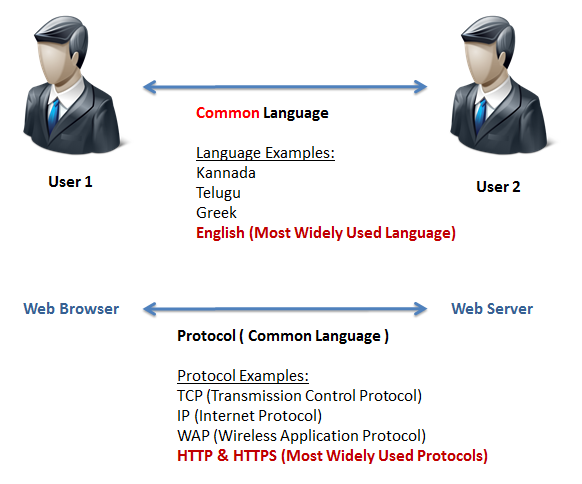 Common Language
Language Examples:
Kannada
Telugu
Greek
English (Most Widely Used Language)
User 1
User 2
Web Browser
Web Server
Protocol ( Common Language )
Protocol Examples:
TCP (Transmission Control Protocol)
IP (Internet Protocol)
WAP (Wireless Application Protocol)
HTTP & HTTPS (Most Widely Used Protocols)